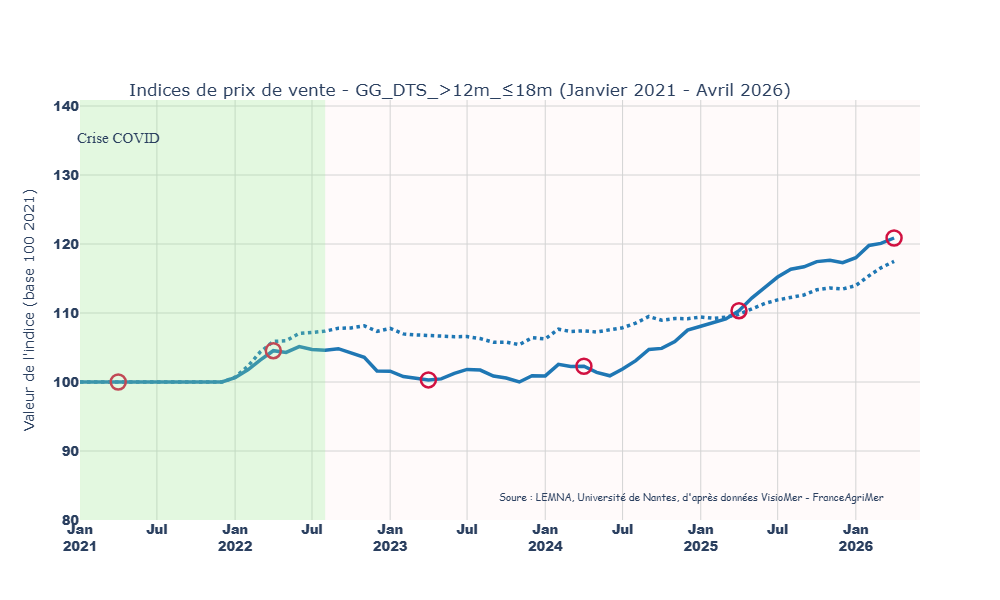 Indices de prix de vente - GG_DTS_>12m_≤18m (Janvier 2021 - Avril 2026)
140
Crise COVID
130
120
110
100
90
80
Valeur de l'indice (base 100 2021)
Soure : LEMNA, Université de Nantes, d'après données VisioMer - FranceAgriMer
Jan Jul Jan Jul Jan Jul Jan Jul Jan Jul Jan
2021 2022 2023 2024 2025 2026